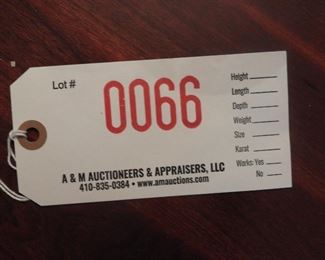 Lot #
0066
Height
Length
Depth
Weight
Size
Karat
Works: Yes
No
A & M AUCTIONEERS & APPRAISERS, LLC
410-835-0384 • www.amauctions.com